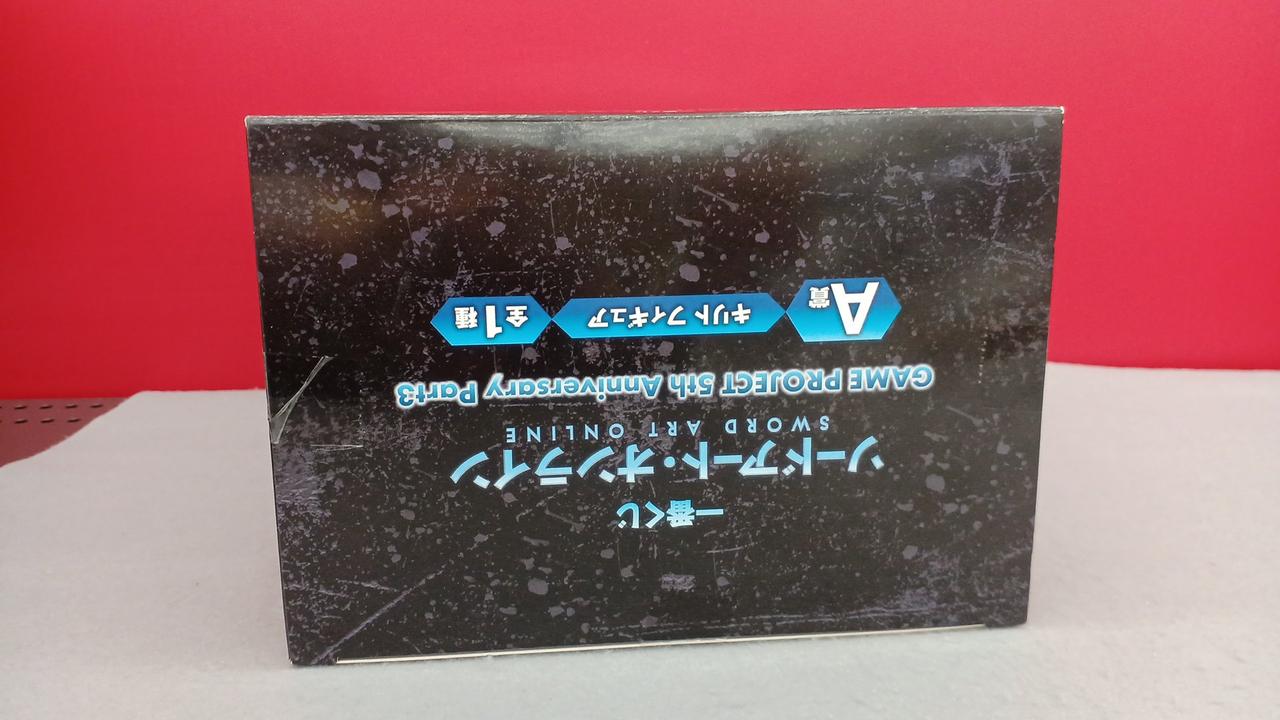 一番くじ
ソードアート・オンライン
SWORD ART ONLINE
GAME PROJECT 5th Anniversary Part3
A賞 キリト フィギュア 全1種